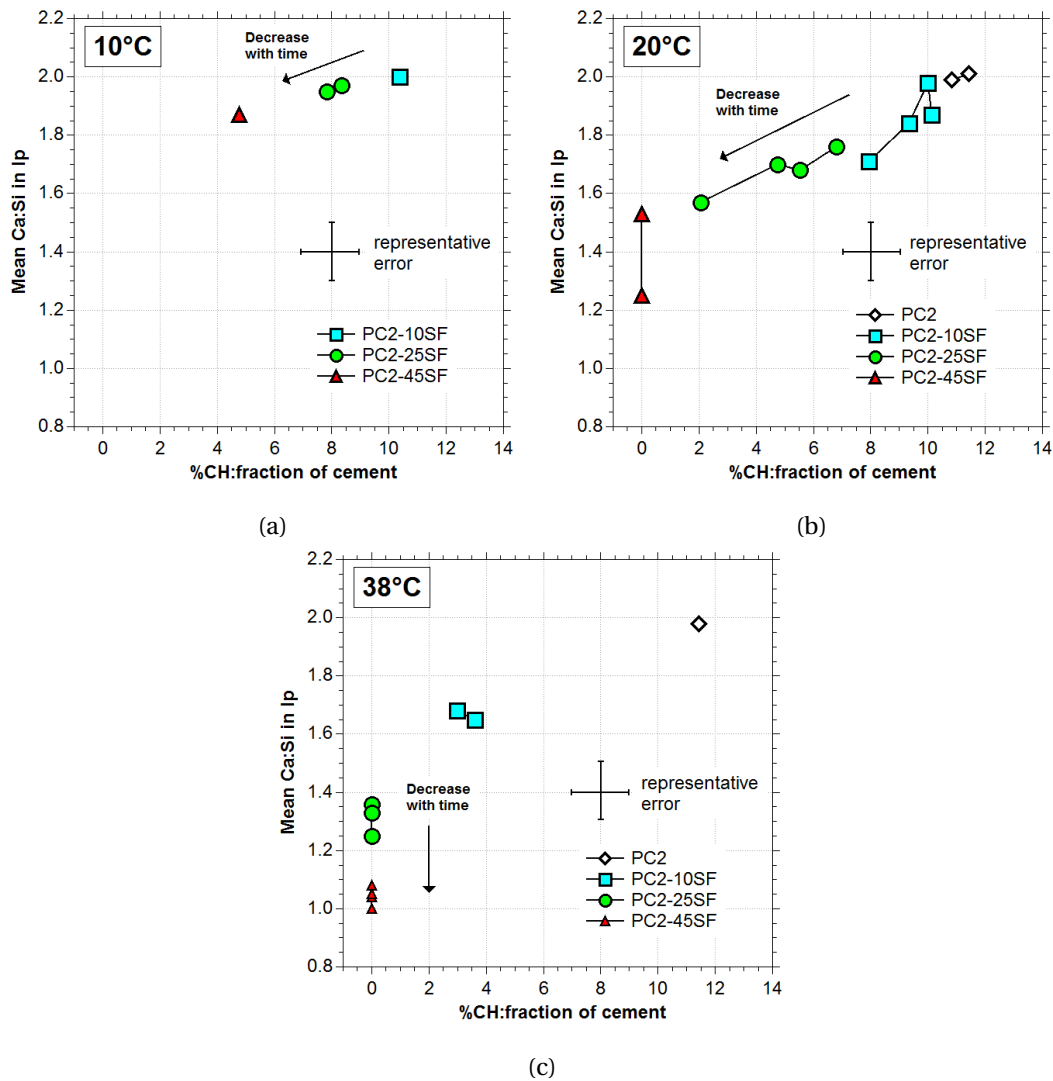 10°C
Decrease
with time
Mean Ca:Si in Ip
2.2
2.0
1.8
1.6
1.4
1.2
1.0
0.8
representative
error
PC2-10SF
PC2-25SF
PC2-45SF
0 2 4 6 8 10 12 14
%CH:fraction of cement
(a)
20°C
Decrease
with time
Mean Ca:Si in Ip
2.2
2.0
1.8
1.6
1.4
1.2
1.0
0.8
representative
error
PC2
PC2-10SF
PC2-25SF
PC2-45SF
0 2 4 6 8 10 12 14
%CH:fraction of cement
(b)
38°C
Mean Ca:Si in Ip
2.2
2.0
1.8
1.6
1.4
1.2
1.0
0.8
Decrease
with time
representative
error
PC2
PC2-10SF
PC2-25SF
PC2-45SF
0 2 4 6 8 10 12 14
%CH:fraction of cement
(c)